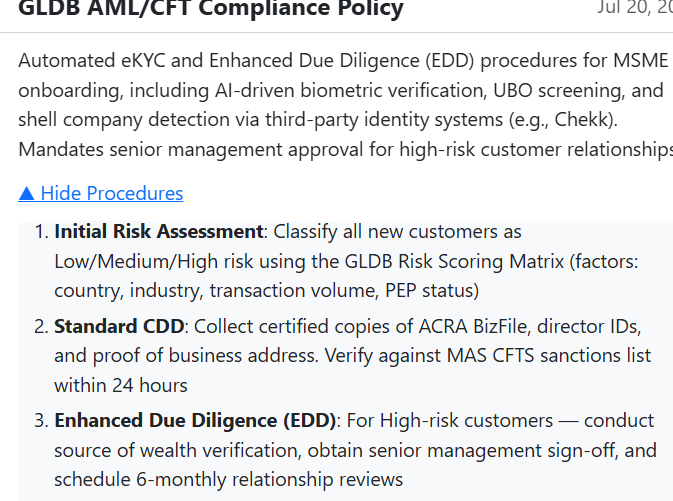 GLDB AML/CFT Compliance Policy
Jul 20, 20
Automated eKYC and Enhanced Due Diligence (EDD) procedures for MSME
onboarding, including AI-driven biometric verification, UBO screening, and
shell company detection via third-party identity systems (e.g., Chekk).
Mandates senior management approval for high-risk customer relationships
▲ Hide Procedures
1. Initial Risk Assessment: Classify all new customers as
Low/Medium/High risk using the GLDB Risk Scoring Matrix (factors:
country, industry, transaction volume, PEP status)
2. Standard CDD: Collect certified copies of ACRA BizFile, director IDs,
and proof of business address. Verify against MAS CFTS sanctions list
within 24 hours
3. Enhanced Due Diligence (EDD): For High-risk customers — conduct
source of wealth verification, obtain senior management sign-off, and
schedule 6-monthly relationship reviews